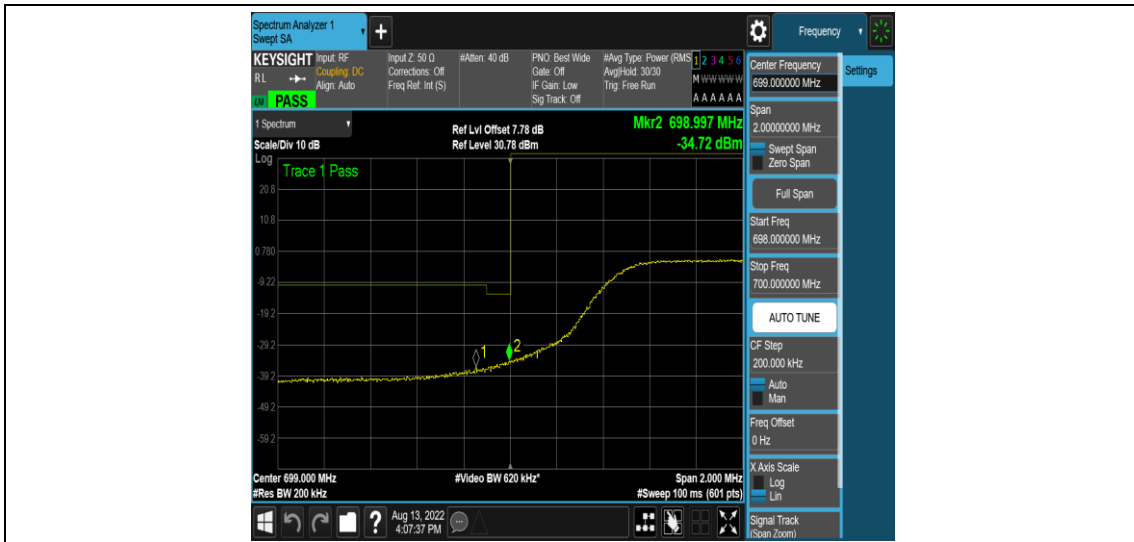 Spectrum Analyzer 1
Swept SA
+
Frequency
KEYSIGHT
RL
LXI
PASS
Input: RF
Coupling: DC
Align: Auto
Input Z: 50 Ω
Corrections: Off
Freq Ref: Int (S)
#Atten: 40 dB
PNO: Best Wide
Gate: Off
IF Gain: Low
Sig Track: Off
#Avg Type: Power (RMS
Avg|Hold: 30/30
Trig: Free Run
1 2 3 4 5 6
M W W W W W
A A A A A A
1 Spectrum
Scale/Div 10 dB
Ref Lvl Offset 7.78 dB
Ref Level 30.78 dBm
Mkr2 698.997 MHz
-34.72 dBm
Log
Trace 1 Pass
20.8
10.8
0.780
-9.22
-19.2
-29.2
-39.2
-49.2
-59.2
1
2
Center 699.000 MHz
#Res BW 200 kHz
#Video BW 620 kHz*
Span 2.000 MHz
#Sweep 100 ms (601 pts)
Aug 13, 2022
4:07:37 PM
Center Frequency
699.000000 MHz
Settings
Span
2.00000000 MHz
Swept Span
Zero Span
Full Span
Start Freq
698.000000 MHz
Stop Freq
700.000000 MHz
AUTO TUNE
CF Step
200.000 kHz
Auto
Man
Freq Offset
0 Hz
X Axis Scale
Log
Lin
Signal Track
(Span Zoom)